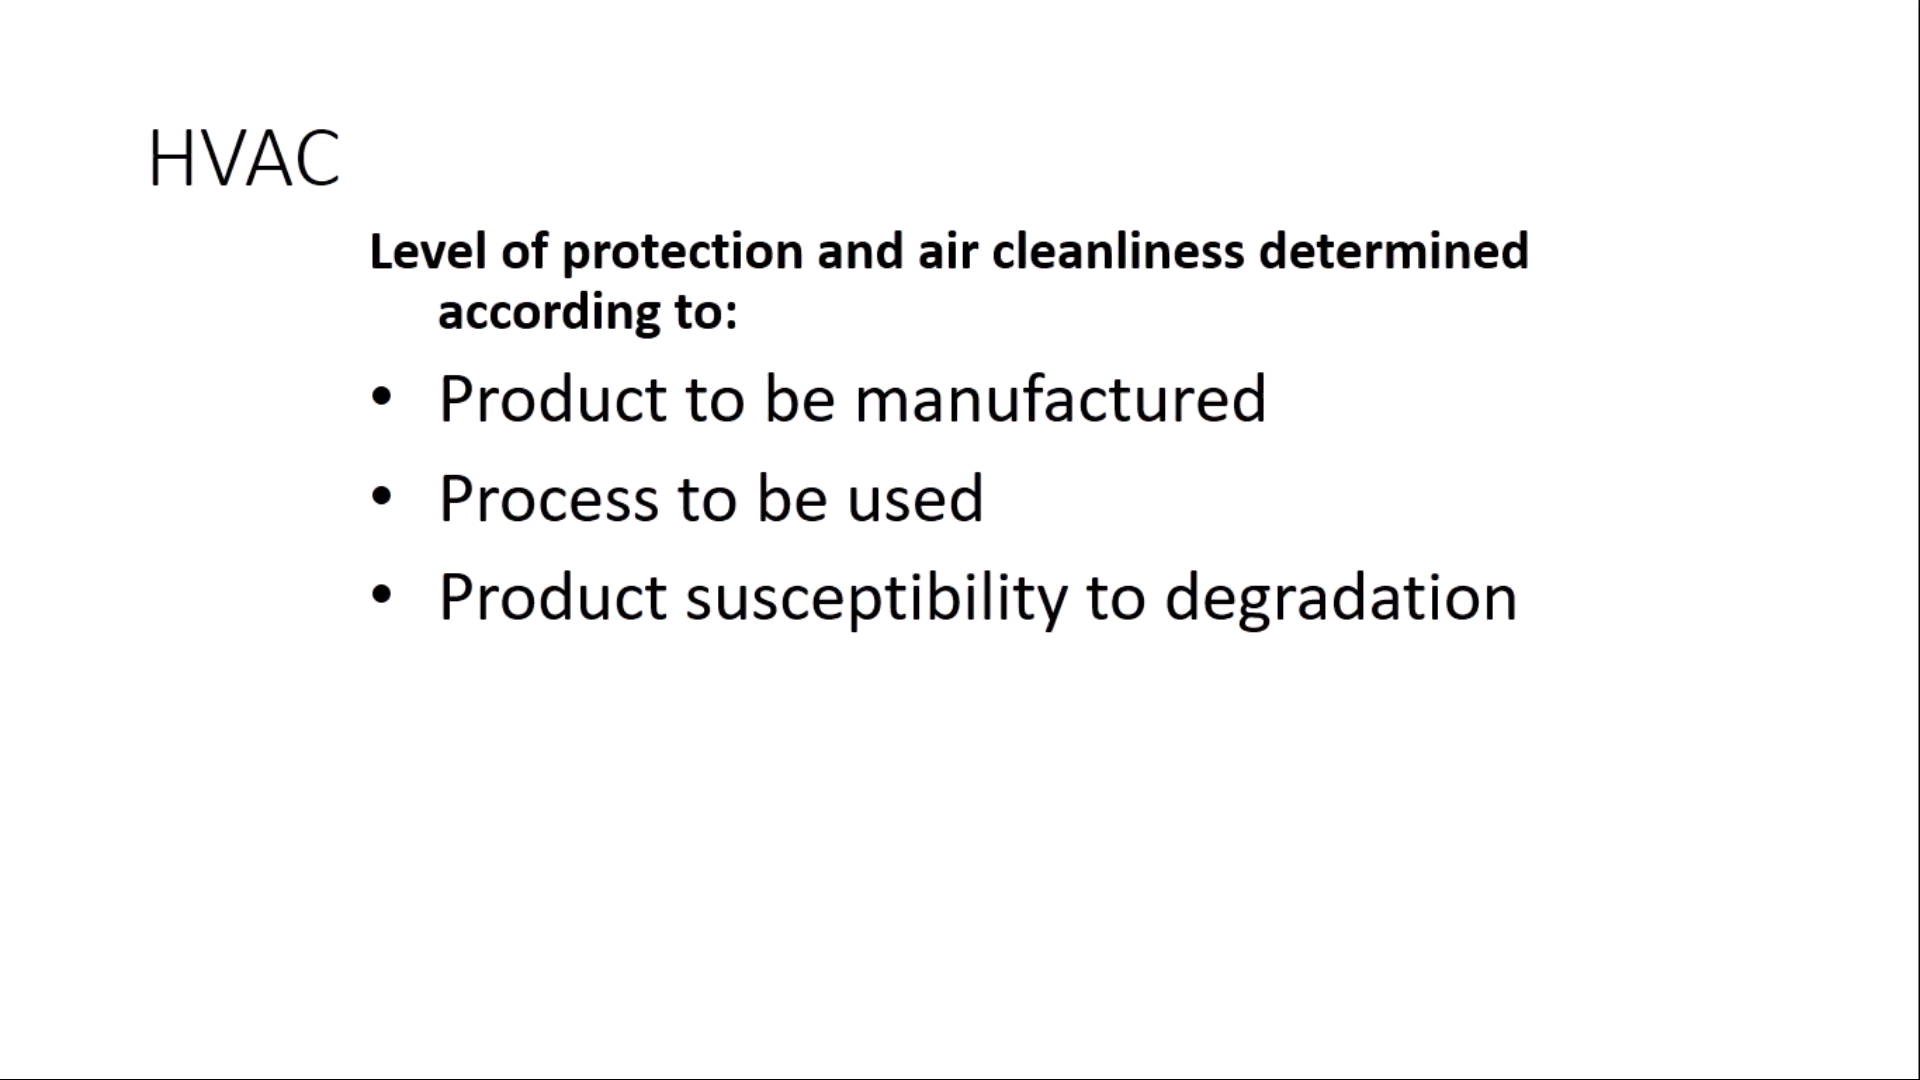 HVAC
Level of protection and air cleanliness determined
according to:
• Product to be manufactured
• Process to be used
• Product susceptibility to degradation